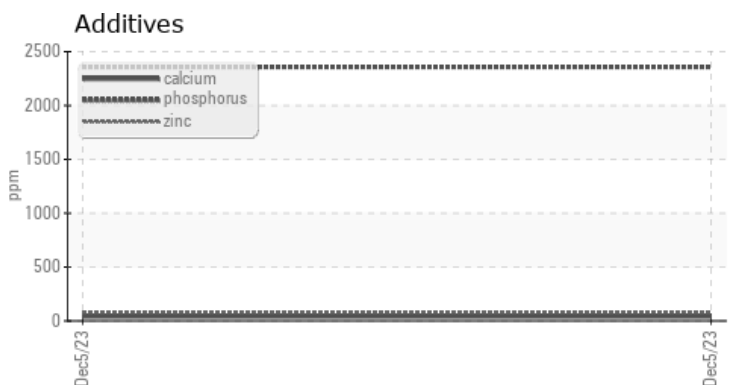 Additives
2500
calcium
phosphorus
2000
zinc
1500
ppm
1000
500
0
Dec5/23
Dec5/23